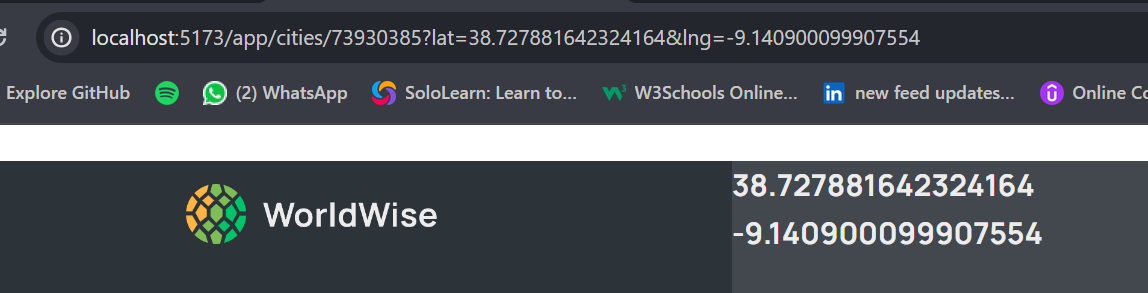 localhost:5173/app/cities/73930385?lat=38.727881642324164&lng=-9.140900099907554
Explore GitHub (2) WhatsApp SoloLearn: Learn to... W3Schools Online... new feed updates... Online Co
WorldWise
38.727881642324164
-9.140900099907554